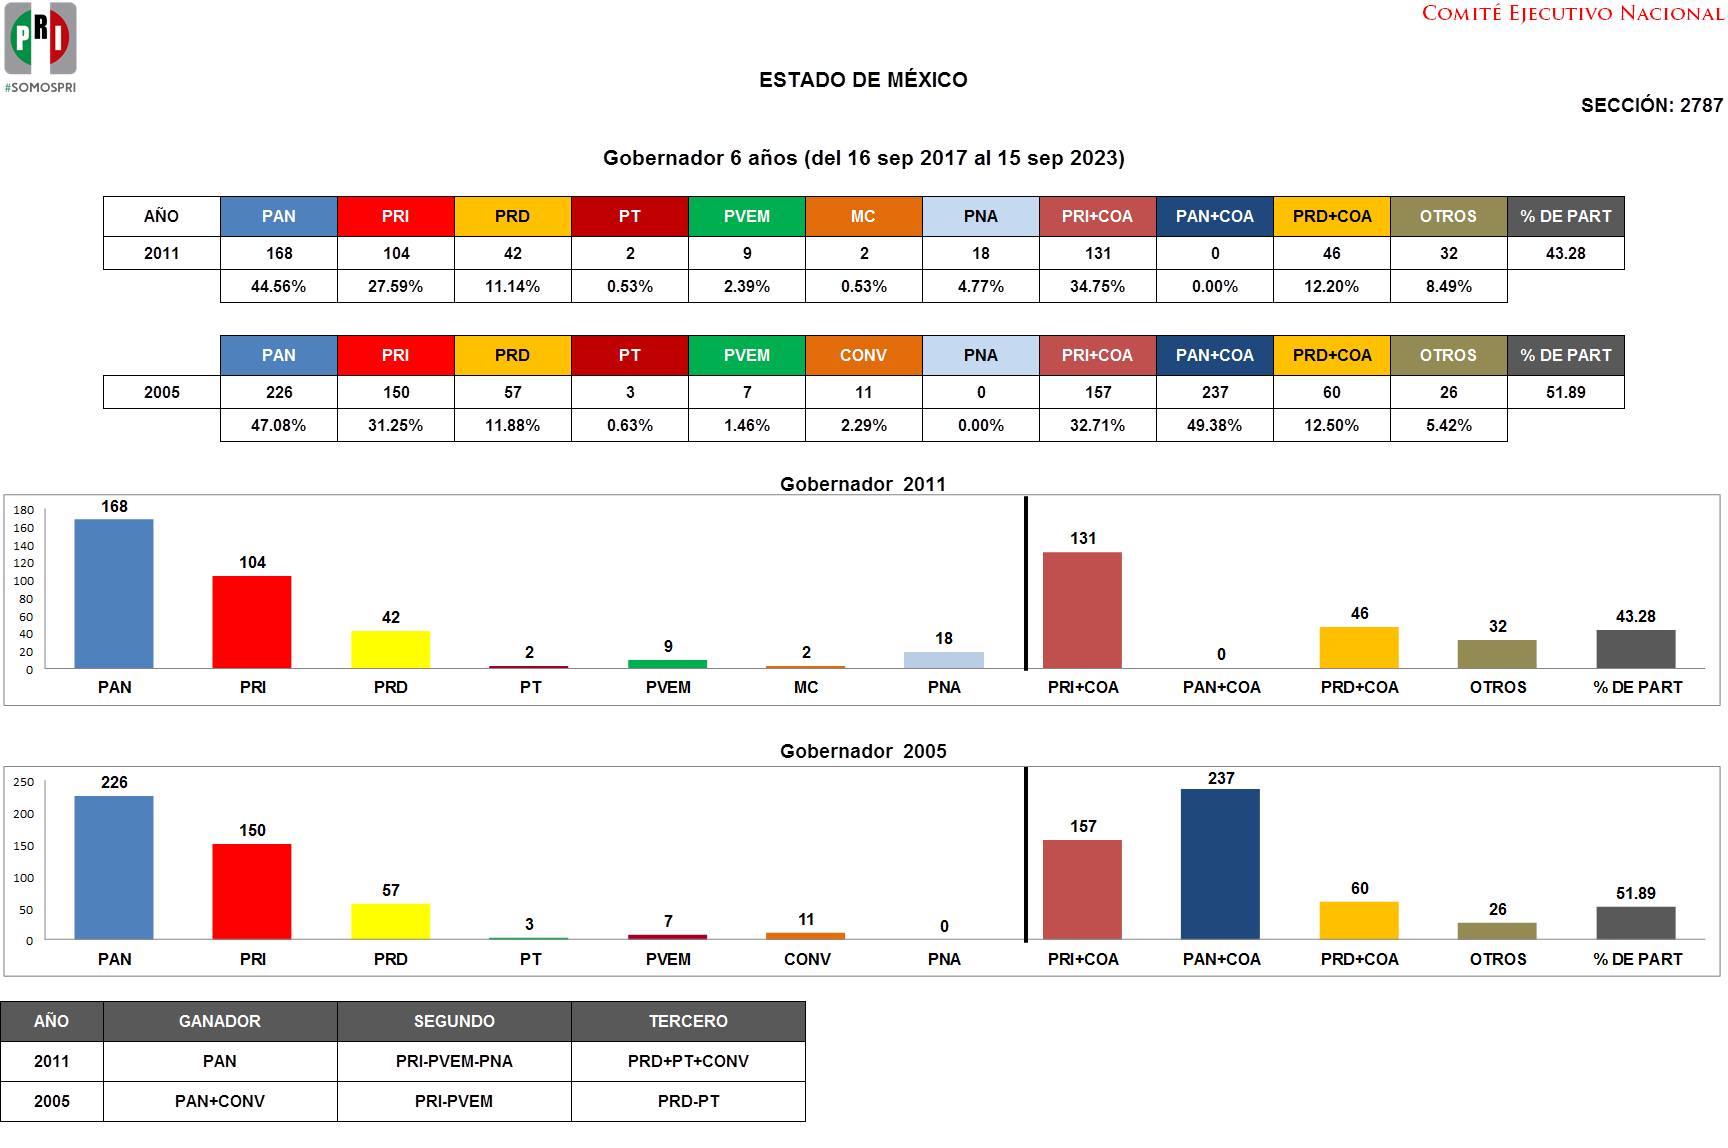 PRI
#SOMOSPRI
COMITÉ EJECUTIVO NACIONAL
ESTADO DE MÉXICO
SECCIÓN: 2787
Gobernador 6 años (del 16 sep 2017 al 15 sep 2023)
AÑO PAN PRI PRD PT PVEM MC PNA PRI+COA PAN+COA PRD+COA OTROS % DE PART
2011 168 104 42 2 9 2 18 131 0 46 32 43.28
44.56% 27.59% 11.14% 0.53% 2.39% 0.53% 4.77% 34.75% 0.00% 12.20% 8.49%
PAN PRI PRD PT PVEM CONV PNA PRI+COA PAN+COA PRD+COA OTROS % DE PART
2005 226 150 57 3 7 11 0 157 237 60 26 51.89
47.08% 31.25% 11.88% 0.63% 1.46% 2.29% 0.00% 32.71% 49.38% 12.50% 5.42%
Gobernador 2011
180
160
140
120
100
80
60
40
20
0
168 104 42 2 9 2 18 131 0 46 32 43.28
PAN PRI PRD PT PVEM MC PNA PRI+COA PAN+COA PRD+COA OTROS % DE PART
Gobernador 2005
250
200
150
100
50
0
226 150 57 3 7 11 0 157 237 60 26 51.89
PAN PRI PRD PT PVEM CONV PNA PRI+COA PAN+COA PRD+COA OTROS % DE PART
AÑO GANADOR SEGUNDO TERCERO
2011 PAN PRI-PVEM-PNA PRD+PT+CONV
2005 PAN+CONV PRI-PVEM PRD-PT